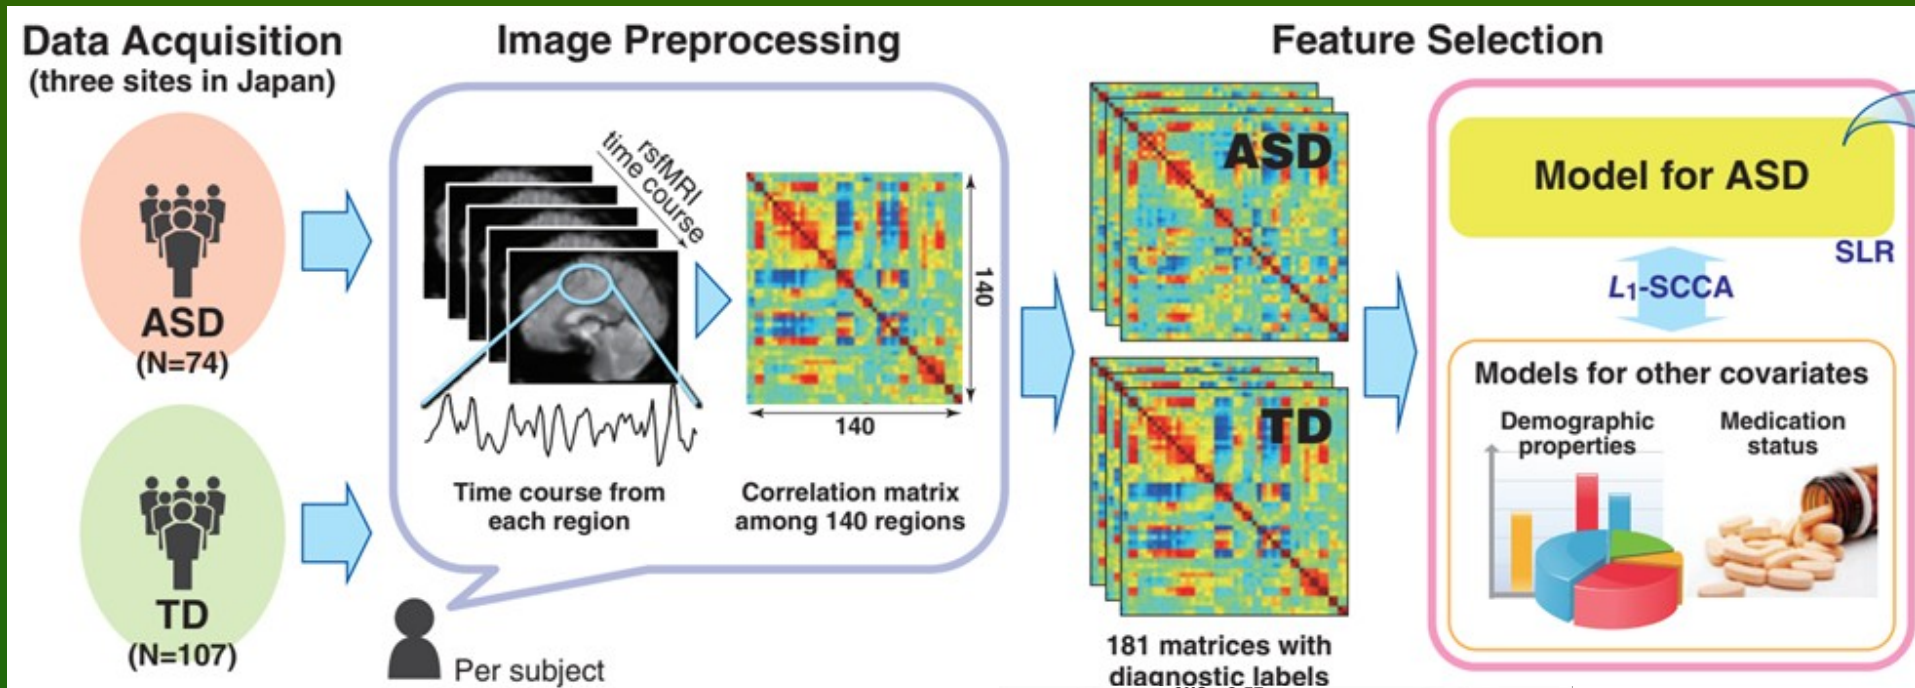 Data Acquisition
(three sites in Japan)
ASD
(N=74)
TD
(N=107)
Image Preprocessing
rsfMRI
time course
140
140
Time course from
each region
Correlation matrix
among 140 regions
Per subject
Feature Selection
ASD
TD
181 matrices with
diagnostic labels
Model for ASD
SLR
L1-SCCA
Models for other covariates
Demographic
properties
Medication
status